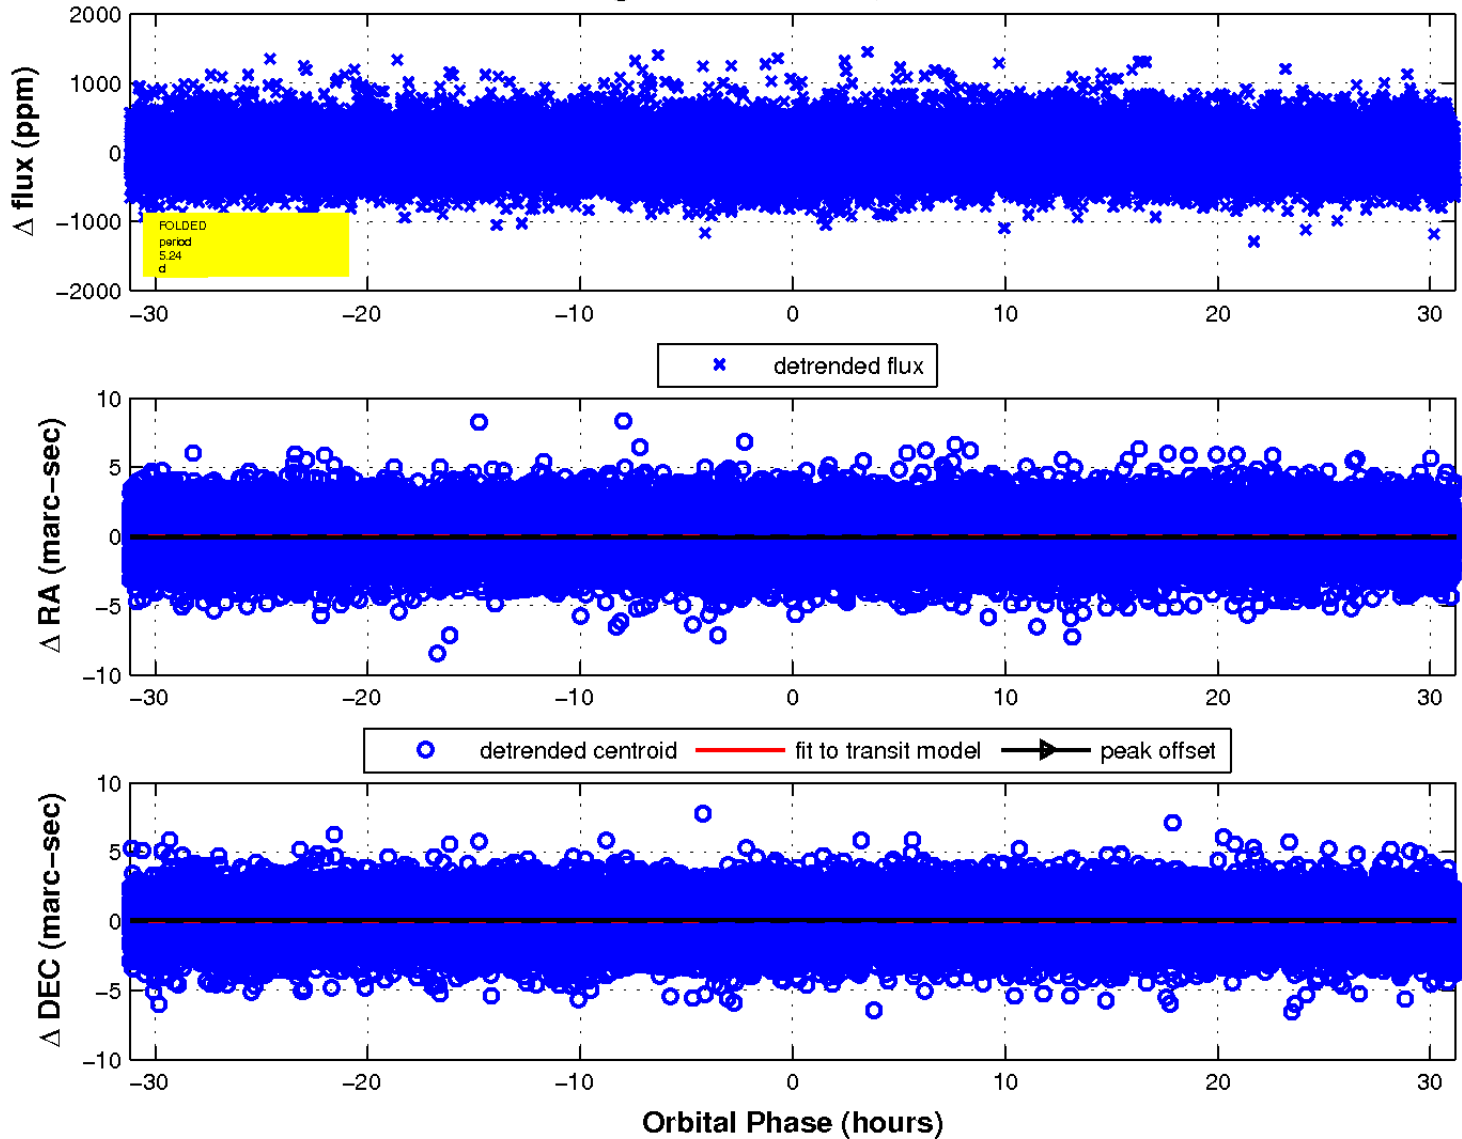 2000
1000
0
−1000
−2000
Δ flux (ppm)
FOLDED
period
5.24
d
−30 −20 −10 0 10 20 30
detrended flux
10
5
0
−5
−10
Δ RA (marc−sec)
−30 −20 −10 0 10 20 30
detrended centroid fit to transit model peak offset
10
5
0
−5
−10
Δ DEC (marc−sec)
−30 −20 −10 0 10 20 30
Orbital Phase (hours)